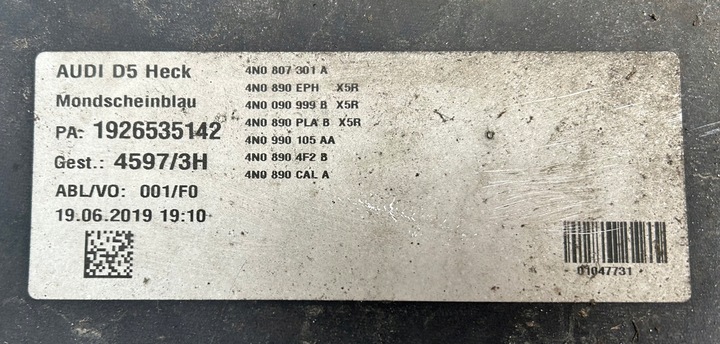 AUDI D5 Heck
Mondscheinblau
PA: 1926535142
Gest.: 4597/3H
ABL/VO: 001/F0
19.06.2019 19:10
4N0 807 301 A
4N0 890 EPH X5R
4N0 090 999 B X5R
4N0 890 PLA B X5R
4N0 990 105 AA
4N0 890 4F2 B
4N0 890 CAL A
01047731